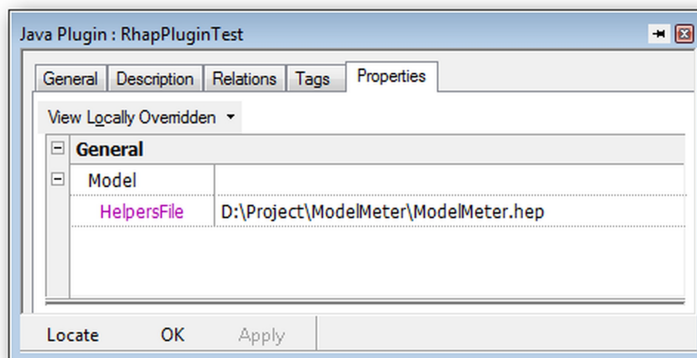 Java Plugin : RhapPluginTest
General Description Relations Tags Properties
View Locally Overridden
General
Model
HelpersFile D:\Project\ModelMeter\ModelMeter.hep
Locate OK Apply